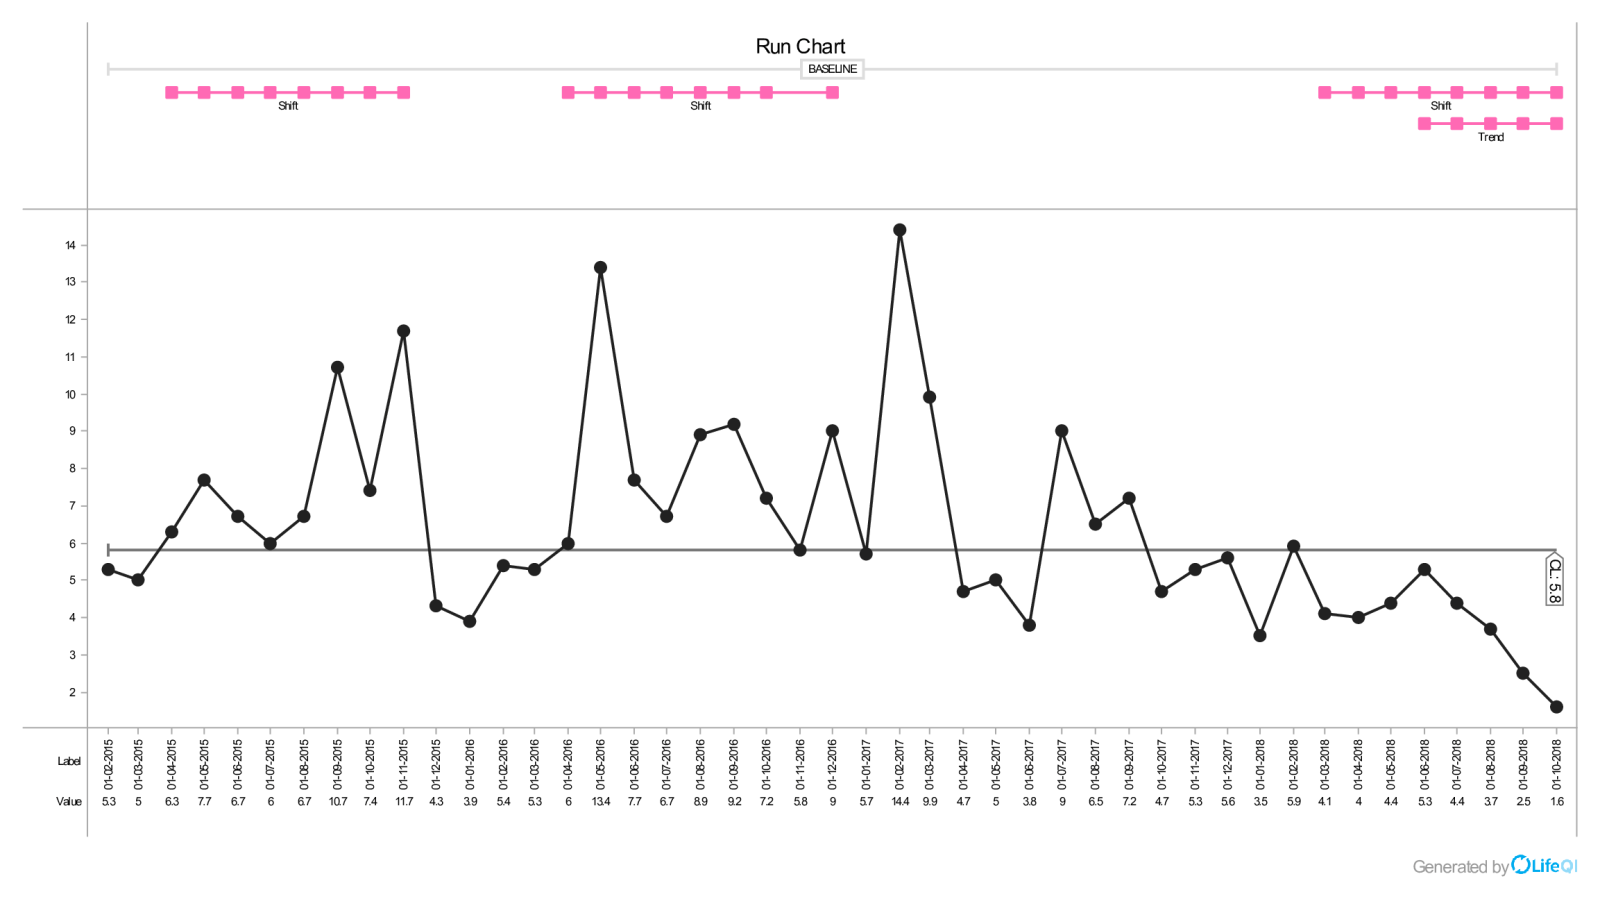 Run Chart
BASELINE
Shift Shift Shift
Trend
14
13
12
11
10
9
8
7
6
5
4
3
2
CL: 5.8
Label 01-02-2015 01-03-2015 01-04-2015 01-05-2015 01-06-2015 01-07-2015 01-08-2015 01-09-2015 01-10-2015 01-11-2015 01-12-2015 01-01-2016 01-02-2016 01-03-2016 01-04-2016 01-05-2016 01-06-2016 01-07-2016 01-08-2016 01-09-2016 01-10-2016 01-11-2016 01-12-2016 01-01-2017 01-02-2017 01-03-2017 01-04-2017 01-05-2017 01-06-2017 01-07-2017 01-08-2017 01-09-2017 01-10-2017 01-11-2017 01-12-2017 01-01-2018 01-02-2018 01-03-2018 01-04-2018 01-05-2018 01-06-2018 01-07-2018 01-08-2018 01-09-2018 01-10-2018
Value 5.3 5 6.3 7.7 6.7 6 6.7 10.7 7.4 11.7 4.3 3.9 5.4 5.3 6 13.4 7.7 6.7 8.9 9.2 7.2 5.8 9 5.7 14.4 9.9 4.7 5 3.8 9 6.5 7.2 4.7 5.3 5.6 3.5 5.9 4.1 4 4.4 5.3 4.4 3.7 2.5 1.6
Generated by LifeQI